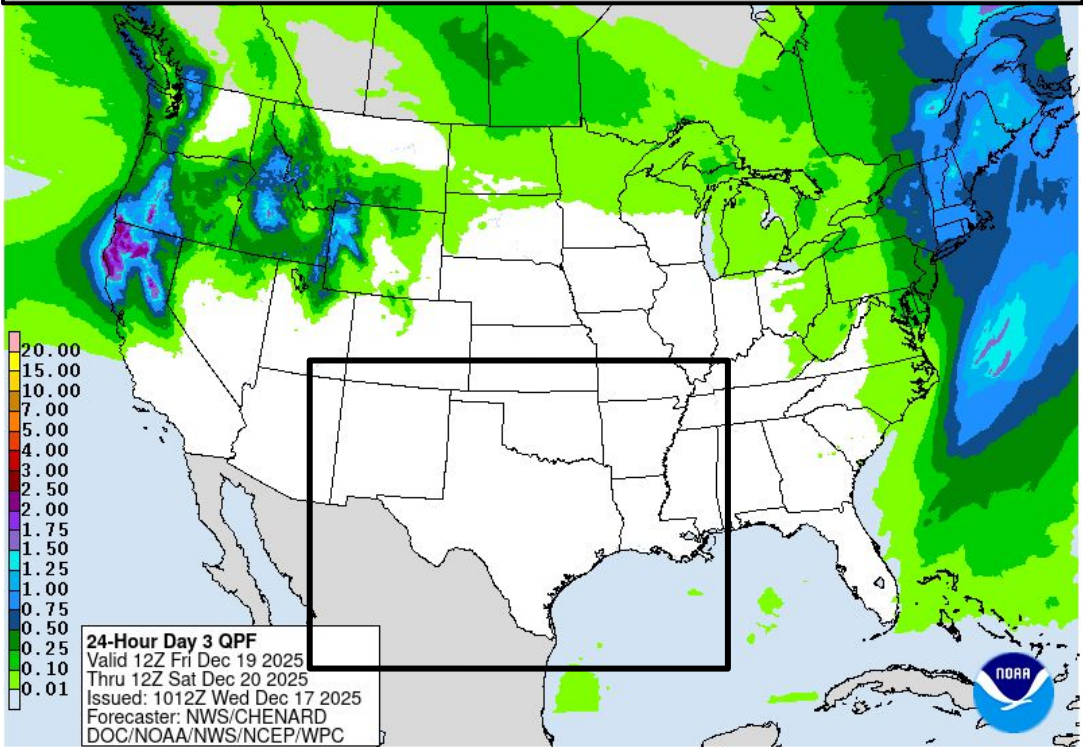 20.00
15.00
10.00
7.00
5.00
4.00
3.00
2.50
2.00
1.75
1.50
1.25
1.00
0.75
0.50
0.25
0.10
0.01
24-Hour Day 3 QPF
Valid 12Z Fri Dec 19 2025
Thru 12Z Sat Dec 20 2025
Issued: 1012Z Wed Dec 17 2025
Forecaster: NWS/CHENARD
DOC/NOAA/NWS/NCEP/WPC
NOAA